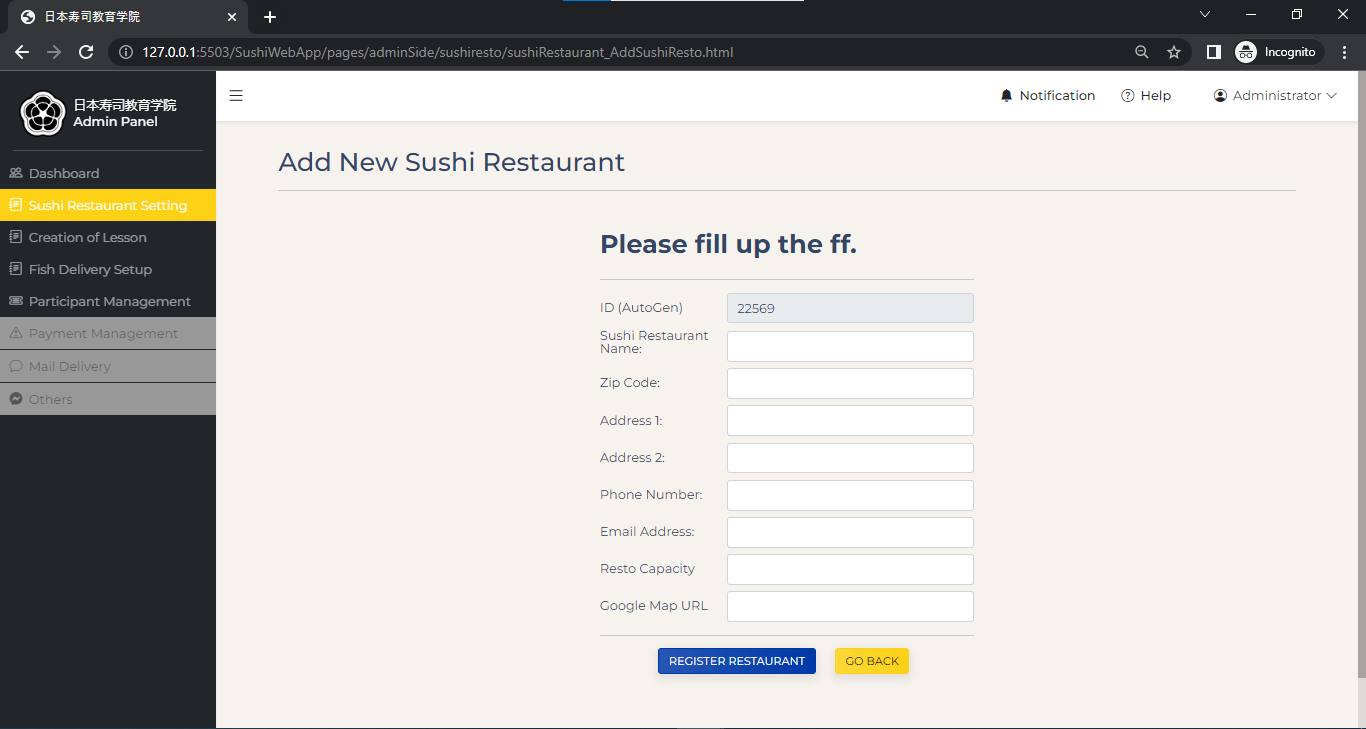 日本寿司教育学院
127.0.0.1:5503/SushiWebApp/pages/adminSide/sushiresto/sushiRestaurant_AddSushiResto.html
Incognito
日本寿司教育学院
Admin Panel
Notification
Help
Administrator
Dashboard
Sushi Restaurant Setting
Creation of Lesson
Fish Delivery Setup
Participant Management
Payment Management
Mail Delivery
Others
Add New Sushi Restaurant
Please fill up the ff.
ID (AutoGen)
22569
Sushi Restaurant
Name:
Zip Code:
Address 1:
Address 2:
Phone Number:
Email Address:
Resto Capacity
Google Map URL
REGISTER RESTAURANT
GO BACK